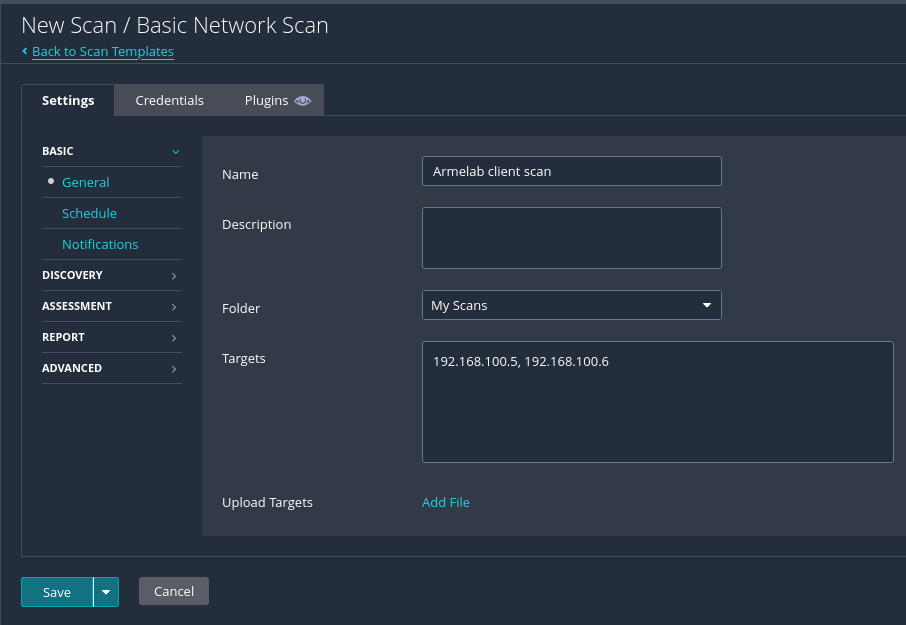 New Scan / Basic Network Scan
Back to Scan Templates
Settings Credentials Plugins
BASIC
General
Schedule
Notifications
DISCOVERY
ASSESSMENT
REPORT
ADVANCED
Name Armelab client scan
Description
Folder My Scans
Targets 192.168.100.5, 192.168.100.6
Upload Targets Add File
Save Cancel